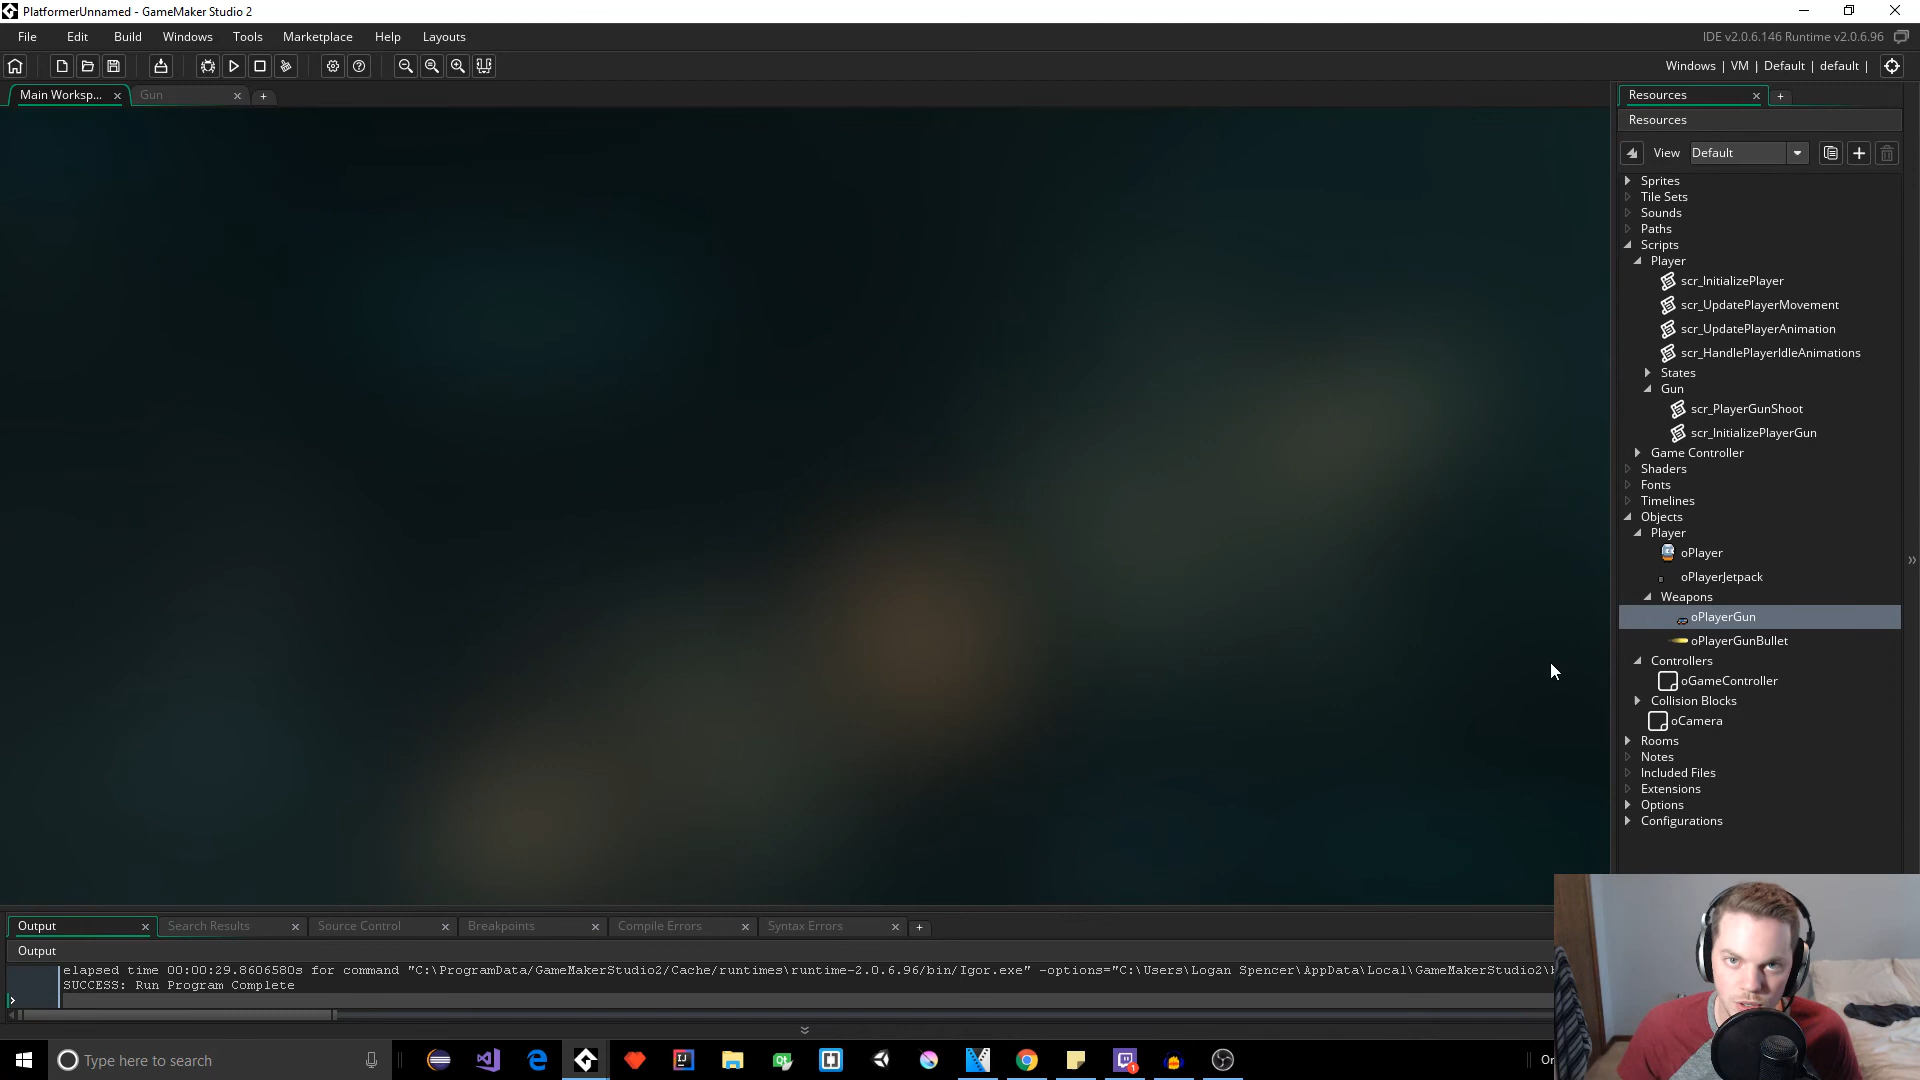 PlatformerUnnamed - GameMaker Studio 2
File Edit Build Windows Tools Marketplace Help Layouts
IDE v2.0.6.146 Runtime v2.0.6.96
Windows | VM | Default | default |
Main Worksp... Gun
Resources
Resources
View Default
Sprites
Tile Sets
Sounds
Paths
Scripts
Player
scr_InitializePlayer
scr_UpdatePlayerMovement
scr_UpdatePlayerAnimation
scr_HandlePlayerIdleAnimations
States
Gun
scr_PlayerGunShoot
scr_InitializePlayerGun
Game Controller
Shaders
Fonts
Timelines
Objects
Player
oPlayer
oPlayerJetpack
Weapons
oPlayerGun
oPlayerGunBullet
Controllers
oGameController
Collision Blocks
oCamera
Rooms
Notes
Included Files
Extensions
Options
Configurations
Output Search Results Source Control Breakpoints Compile Errors Syntax Errors
Output
elapsed time 00:00:29.8606580s for command "C:\ProgramData/GameMakerStudio2/Cache/runtimes\runtime-2.0.6.96/bin/Igor.exe" -options="C:\Users\Logan Spencer\AppData\Local\GameMakerStudio2\
SUCCESS: Run Program Complete
Type here to search